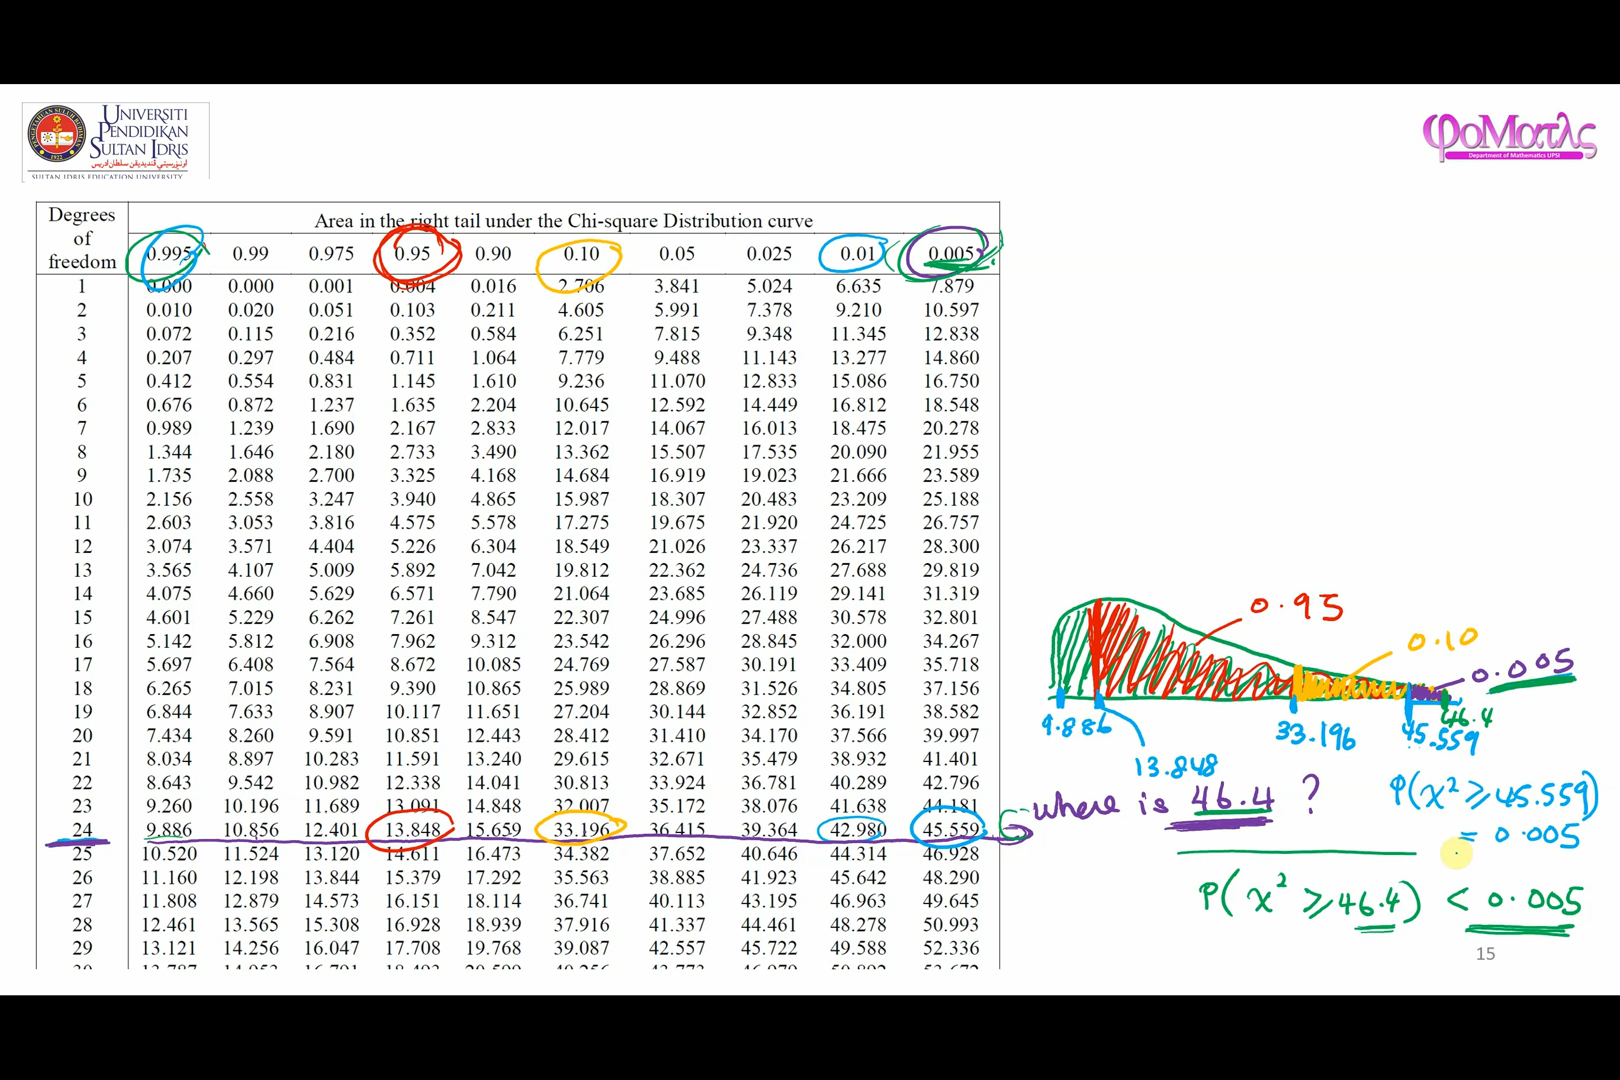 UNIVERSITI
PENDIDIKAN
SULTAN IDRIS
اونيۏرسيتي ڤنديديقن سلطان ادريس
SULTAN IDRIS EDUCATION UNIVERSITY
φοΜατλς
Department of Mathematics UPSI
Degrees of freedom
Area in the right tail under the Chi-square Distribution curve
0.995 0.99 0.975 0.95 0.90 0.10 0.05 0.025 0.01 0.005
1 0.000 0.000 0.001 0.004 0.016 2.706 3.841 5.024 6.635 7.879
2 0.010 0.020 0.051 0.103 0.211 4.605 5.991 7.378 9.210 10.597
3 0.072 0.115 0.216 0.352 0.584 6.251 7.815 9.348 11.345 12.838
4 0.207 0.297 0.484 0.711 1.064 7.779 9.488 11.143 13.277 14.860
5 0.412 0.554 0.831 1.145 1.610 9.236 11.070 12.833 15.086 16.750
6 0.676 0.872 1.237 1.635 2.204 10.645 12.592 14.449 16.812 18.548
7 0.989 1.239 1.690 2.167 2.833 12.017 14.067 16.013 18.475 20.278
8 1.344 1.646 2.180 2.733 3.490 13.362 15.507 17.535 20.090 21.955
9 1.735 2.088 2.700 3.325 4.168 14.684 16.919 19.023 21.666 23.589
10 2.156 2.558 3.247 3.940 4.865 15.987 18.307 20.483 23.209 25.188
11 2.603 3.053 3.816 4.575 5.578 17.275 19.675 21.920 24.725 26.757
12 3.074 3.571 4.404 5.226 6.304 18.549 21.026 23.337 26.217 28.300
13 3.565 4.107 5.009 5.892 7.042 19.812 22.362 24.736 27.688 29.819
14 4.075 4.660 5.629 6.571 7.790 21.064 23.685 26.119 29.141 31.319
15 4.601 5.229 6.262 7.261 8.547 22.307 24.996 27.488 30.578 32.801
16 5.142 5.812 6.908 7.962 9.312 23.542 26.296 28.845 32.000 34.267
17 5.697 6.408 7.564 8.672 10.085 24.769 27.587 30.191 33.409 35.718
18 6.265 7.015 8.231 9.390 10.865 25.989 28.869 31.526 34.805 37.156
19 6.844 7.633 8.907 10.117 11.651 27.204 30.144 32.852 36.191 38.582
20 7.434 8.260 9.591 10.851 12.443 28.412 31.410 34.170 37.566 39.997
21 8.034 8.897 10.283 11.591 13.240 29.615 32.671 35.479 38.932 41.401
22 8.643 9.542 10.982 12.338 14.041 30.813 33.924 36.781 40.289 42.796
23 9.260 10.196 11.689 13.091 14.848 32.007 35.172 38.076 41.638 44.181
24 9.886 10.856 12.401 13.848 15.659 33.196 36.415 39.364 42.980 45.559
25 10.520 11.524 13.120 14.611 16.473 34.382 37.652 40.646 44.314 46.928
26 11.160 12.198 13.844 15.379 17.292 35.563 38.885 41.923 45.642 48.290
27 11.808 12.879 14.573 16.151 18.114 36.741 40.113 43.195 46.963 49.645
28 12.461 13.565 15.308 16.928 18.939 37.916 41.337 44.461 48.278 50.993
29 13.121 14.256 16.047 17.708 19.768 39.087 42.557 45.722 49.588 52.336
0.95
0.10
0.005
9.886
13.848
33.196
45.559
46.4
where is 46.4 ?
P(χ² ≥ 45.559)
= 0.005
P(χ² ≥ 46.4) < 0.005
15